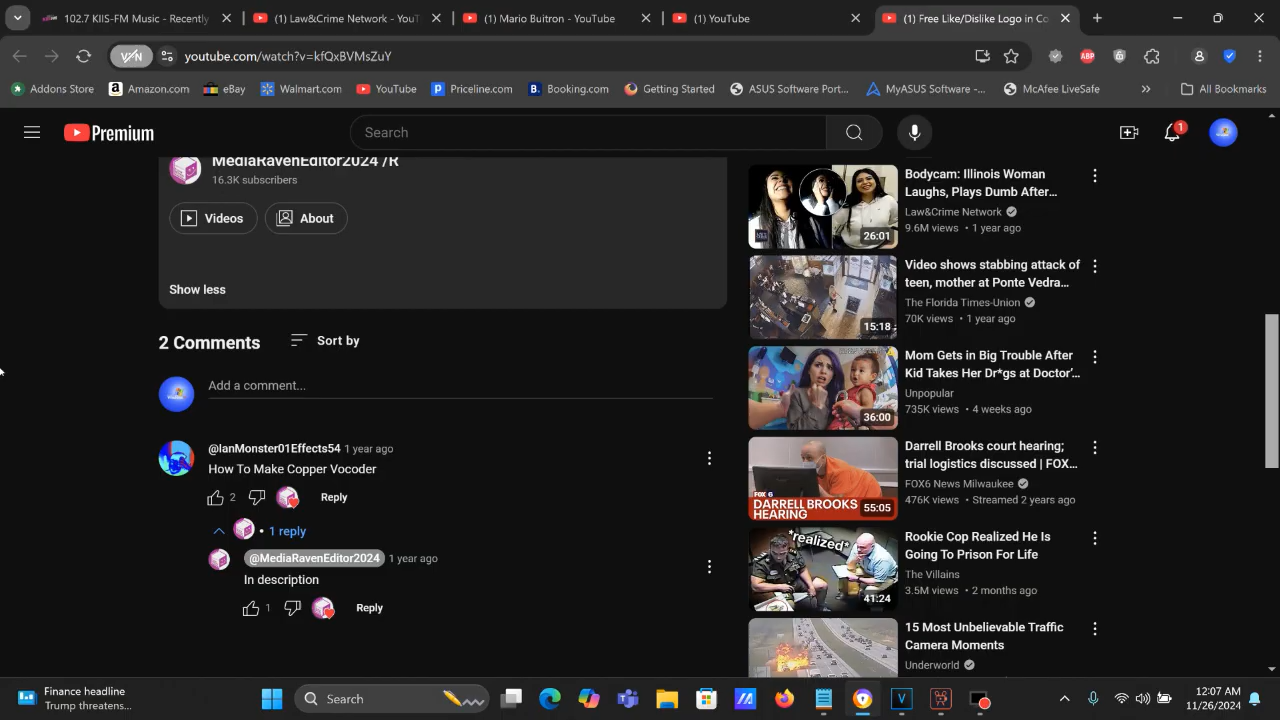 102.7 KIIS-FM Music - Recently
(1) Law&Crime Network - YouT
(1) Mario Buitron - YouTube
(1) YouTube
(1) Free Like/Dislike Logo in Co
VPN
youtube.com/watch?v=kfQxBVMsZuY
ABP
Addons Store
Amazon.com
eBay
Walmart.com
YouTube
Priceline.com
Booking.com
Getting Started
ASUS Software Port...
MyASUS Software -...
McAfee LiveSafe
All Bookmarks
Premium
Search
1
MediaRavenEditor2024 /R
16.3K subscribers
Videos
About
Show less
2 Comments
Sort by
Add a comment...
@IanMonster01Effects54 1 year ago
How To Make Copper Vocoder
2
Reply
• 1 reply
@MediaRavenEditor2024 1 year ago
In description
1
Reply
26:01
Bodycam: Illinois Woman
Laughs, Plays Dumb After...
Law&Crime Network
9.6M views • 1 year ago
15:18
Video shows stabbing attack of
teen, mother at Ponte Vedra...
The Florida Times-Union
70K views • 1 year ago
36:00
Mom Gets in Big Trouble After
Kid Takes Her Dr*gs at Doctor'...
Unpopular
735K views • 4 weeks ago
FOX 6
DARRELL BROOKS
HEARING
55:05
Darrell Brooks court hearing;
trial logistics discussed | FOX...
FOX6 News Milwaukee
476K views • Streamed 2 years ago
*realized*
41:24
Rookie Cop Realized He Is
Going To Prison For Life
The Villains
3.5M views • 2 months ago
15 Most Unbelievable Traffic
Camera Moments
Underworld
Finance headline
Trump threatens...
Search
12:07 AM
11/26/2024